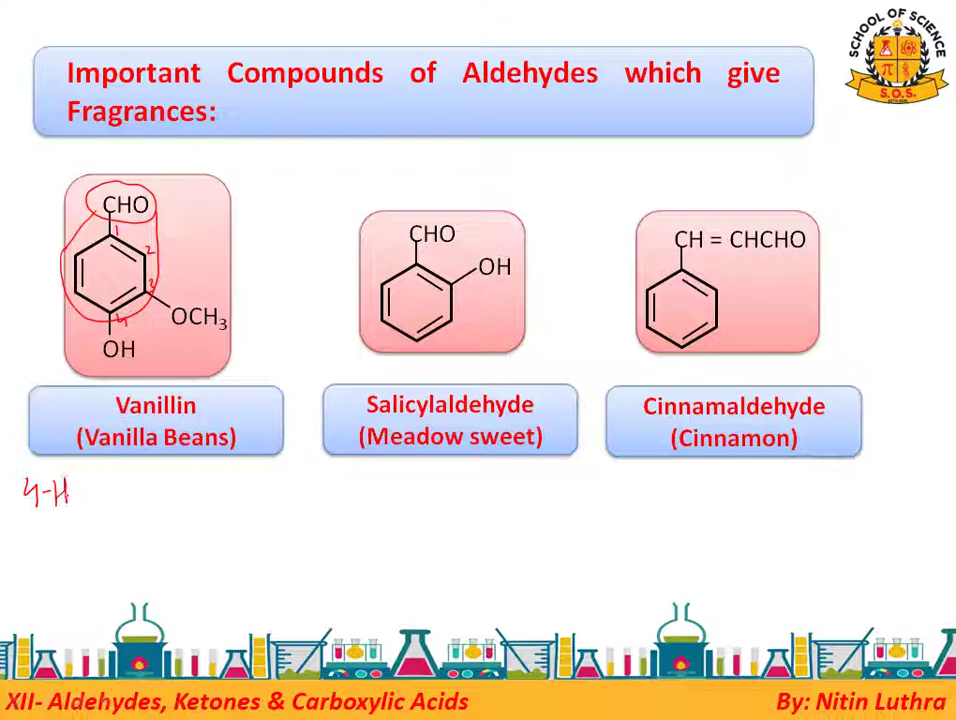 SCHOOL OF SCIENCE
S.O.S.
Important Compounds of Aldehydes which give
Fragrances:
CHO
1
2
3
4
OCH3
OH
CHO
OH
CH = CHCHO
Vanillin
(Vanilla Beans)
Salicylaldehyde
(Meadow sweet)
Cinnamaldehyde
(Cinnamon)
4-H
XII- Aldehydes, Ketones & Carboxylic Acids
By: Nitin Luthra